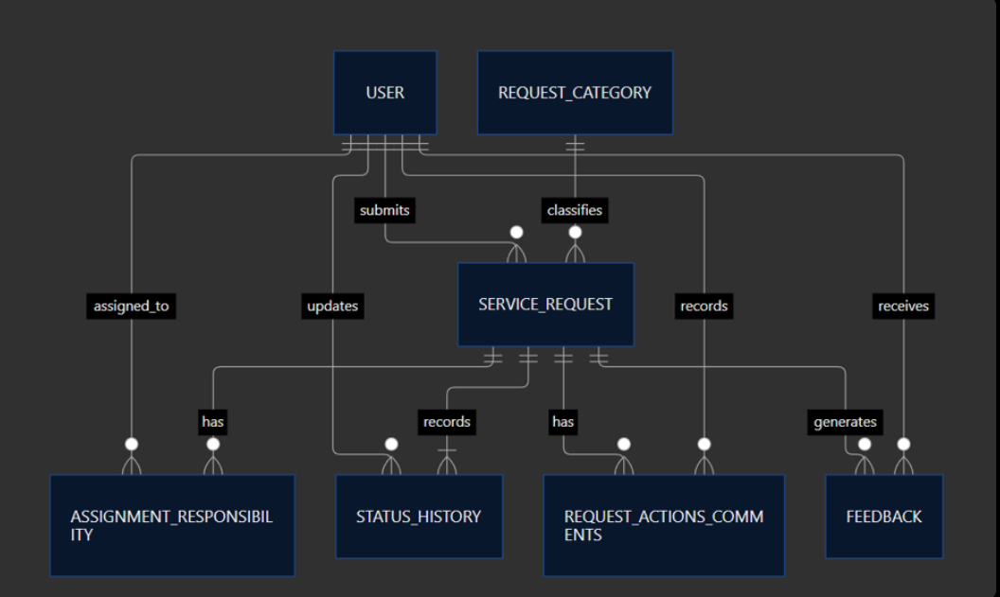 USER
REQUEST_CATEGORY
submits
classifies
assigned_to
updates
SERVICE_REQUEST
records
receives
has
records
has
generates
ASSIGNMENT_RESPONSIBIL
ITY
STATUS_HISTORY
REQUEST_ACTIONS_COMM
ENTS
FEEDBACK